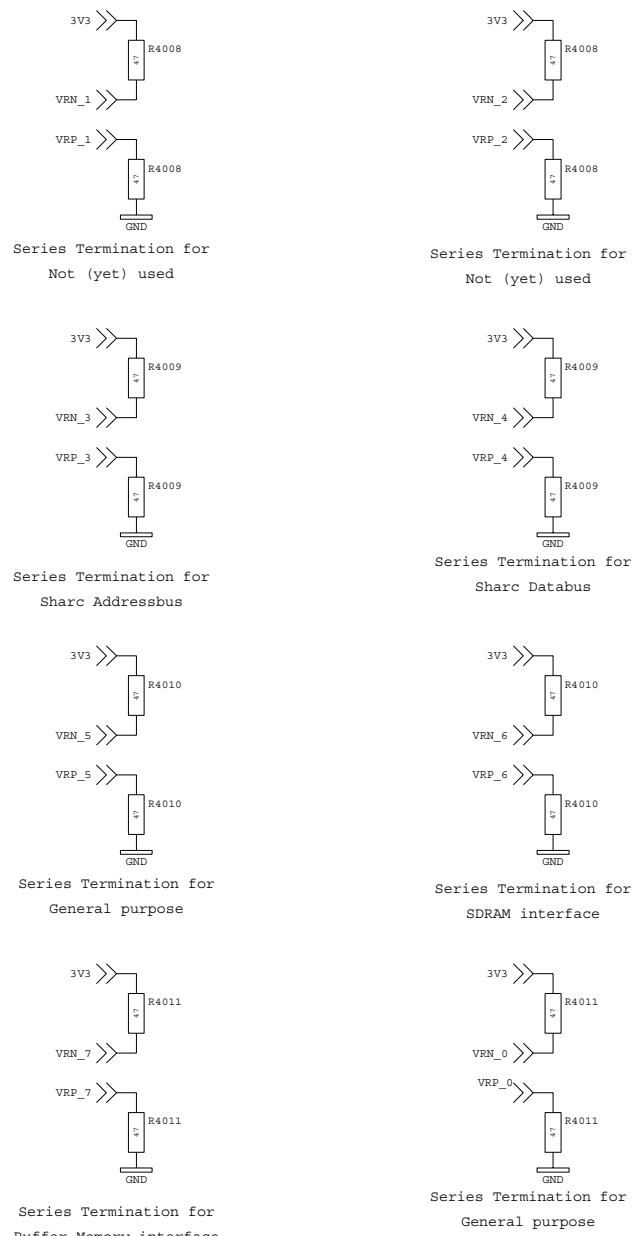 3V3
R4008
47
VRN_1
VRP_1
R4008
47
GND
Series Termination for
Not (yet) used
3V3
R4008
47
VRN_2
VRP_2
R4008
47
GND
Series Termination for
Not (yet) used
3V3
R4009
47
VRN_3
VRP_3
R4009
47
GND
Series Termination for
Sharc Addressbus
3V3
R4009
47
VRN_4
VRP_4
R4009
47
GND
Series Termination for
Sharc Databus
3V3
R4010
47
VRN_5
VRP_5
R4010
47
GND
Series Termination for
General purpose
3V3
R4010
47
VRN_6
VRP_6
R4010
47
GND
Series Termination for
SDRAM interface
3V3
R4011
47
VRN_7
VRP_7
R4011
47
GND
Series Termination for
Buffer Memory interface
3V3
R4011
47
VRN_0
VRP_0
R4011
47
GND
Series Termination for
General purpose